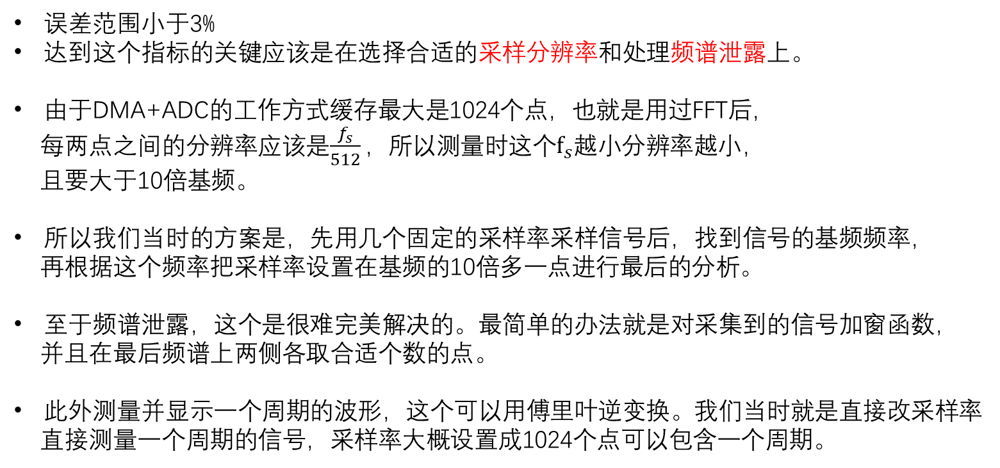 • 误差范围小于3%
• 达到这个指标的关键应该是在选择合适的采样分辨率和处理频谱泄露上。
• 由于DMA+ADC的工作方式缓存最大是1024个点，也就是用过FFT后，
每两点之间的分辨率应该是fs/512，所以测量时这个fs越小分辨率越小，
且要大于10倍基频。
• 所以我们当时的方案是，先用几个固定的采样率采样信号后，找到信号的基频频率，
再根据这个频率把采样率设置在基频的10倍多一点进行最后的分析。
• 至于频谱泄露，这个是很难完美解决的。最简单的办法就是对采集到的信号加窗函数，
并且在最后频谱上两侧各取合适个数的点。
• 此外测量并显示一个周期的波形，这个可以用傅里叶逆变换。我们当时就是直接改采样率
直接测量一个周期的信号，采样率大概设置成1024个点可以包含一个周期。